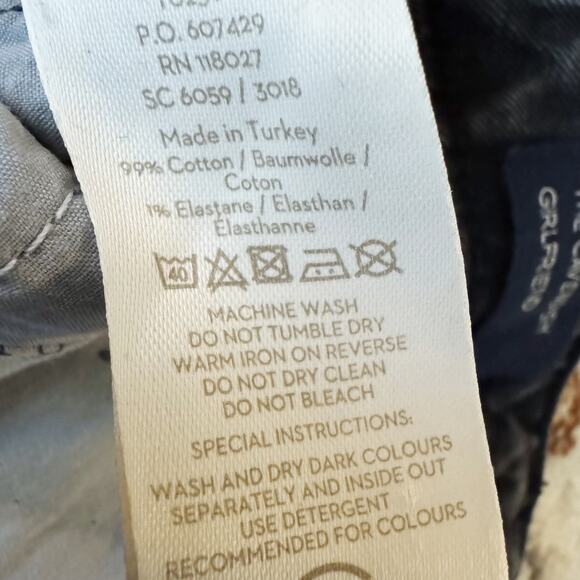 P.O. 607429
RN 118027
SC 6059 / 3018
Made in Turkey
99% Cotton / Baumwolle /
Coton
1% Elastane / Elasthan /
Elasthanne
40
MACHINE WASH
DO NOT TUMBLE DRY
WARM IRON ON REVERSE
DO NOT DRY CLEAN
DO NOT BLEACH
SPECIAL INSTRUCTIONS:
WASH AND DRY DARK COLOURS
SEPARATELY AND INSIDE OUT
USE DETERGENT
RECOMMENDED FOR COLOURS